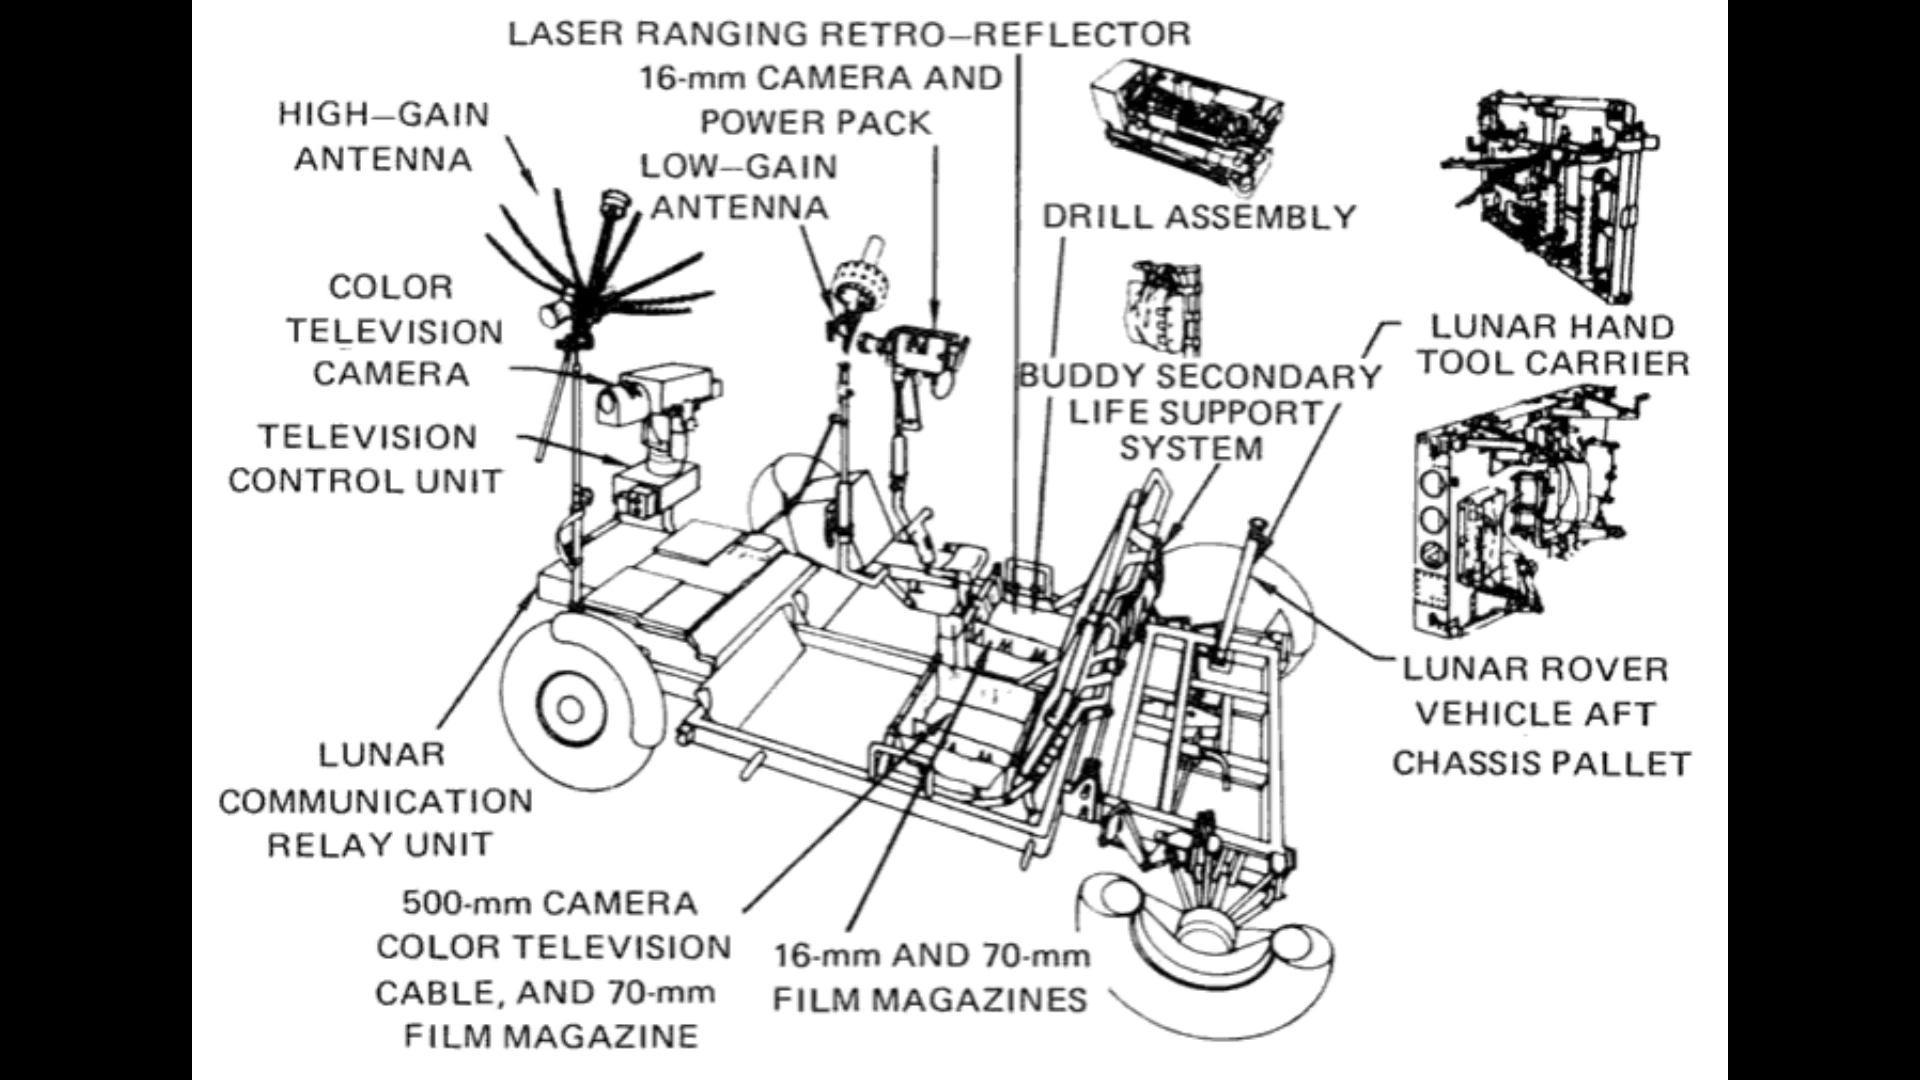 LASER RANGING RETRO—REFLECTOR
16-mm CAMERA AND
POWER PACK
HIGH—GAIN
ANTENNA
LOW—GAIN
ANTENNA
DRILL ASSEMBLY
COLOR
TELEVISION
CAMERA
TELEVISION
CONTROL UNIT
BUDDY SECONDARY
LIFE SUPPORT
SYSTEM
LUNAR HAND
TOOL CARRIER
LUNAR ROVER
VEHICLE AFT
CHASSIS PALLET
LUNAR
COMMUNICATION
RELAY UNIT
500-mm CAMERA
COLOR TELEVISION
CABLE, AND 70-mm
FILM MAGAZINE
16-mm AND 70-mm
FILM MAGAZINES